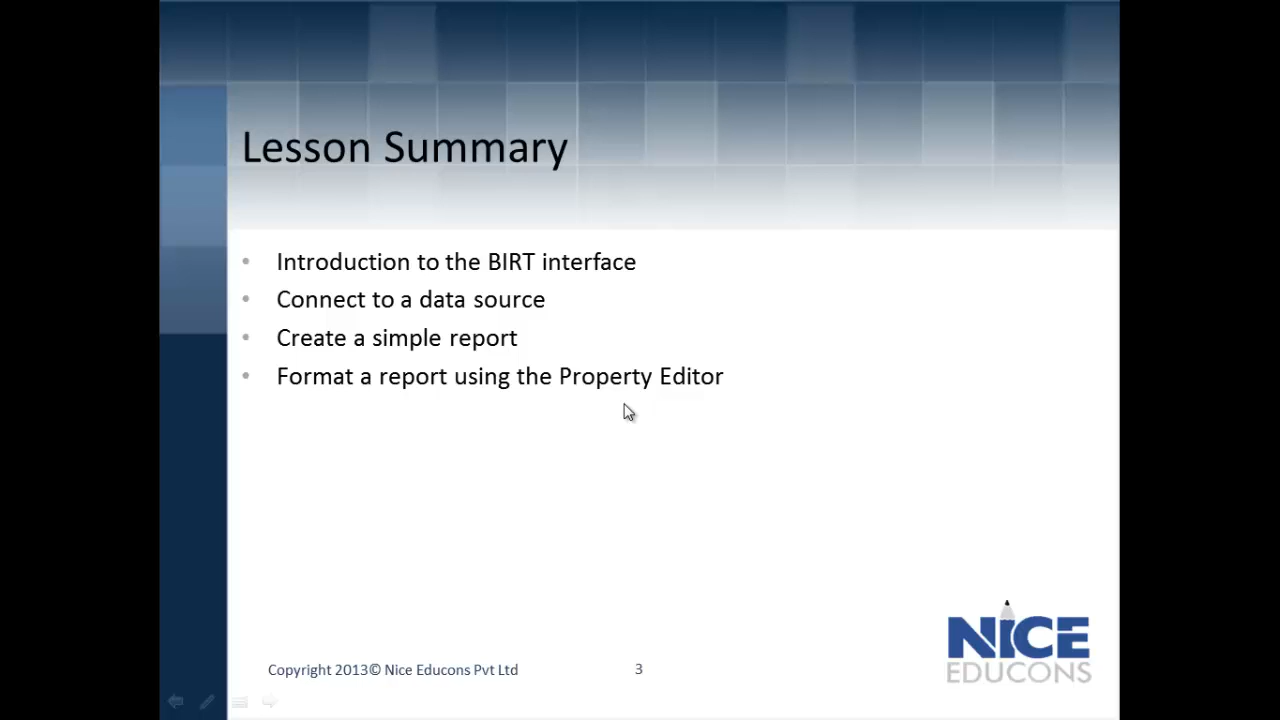 Lesson Summary
• Introduction to the BIRT interface
• Connect to a data source
• Create a simple report
• Format a report using the Property Editor
Copyright 2013© Nice Educons Pvt Ltd
3
NiCE
EDUCONS